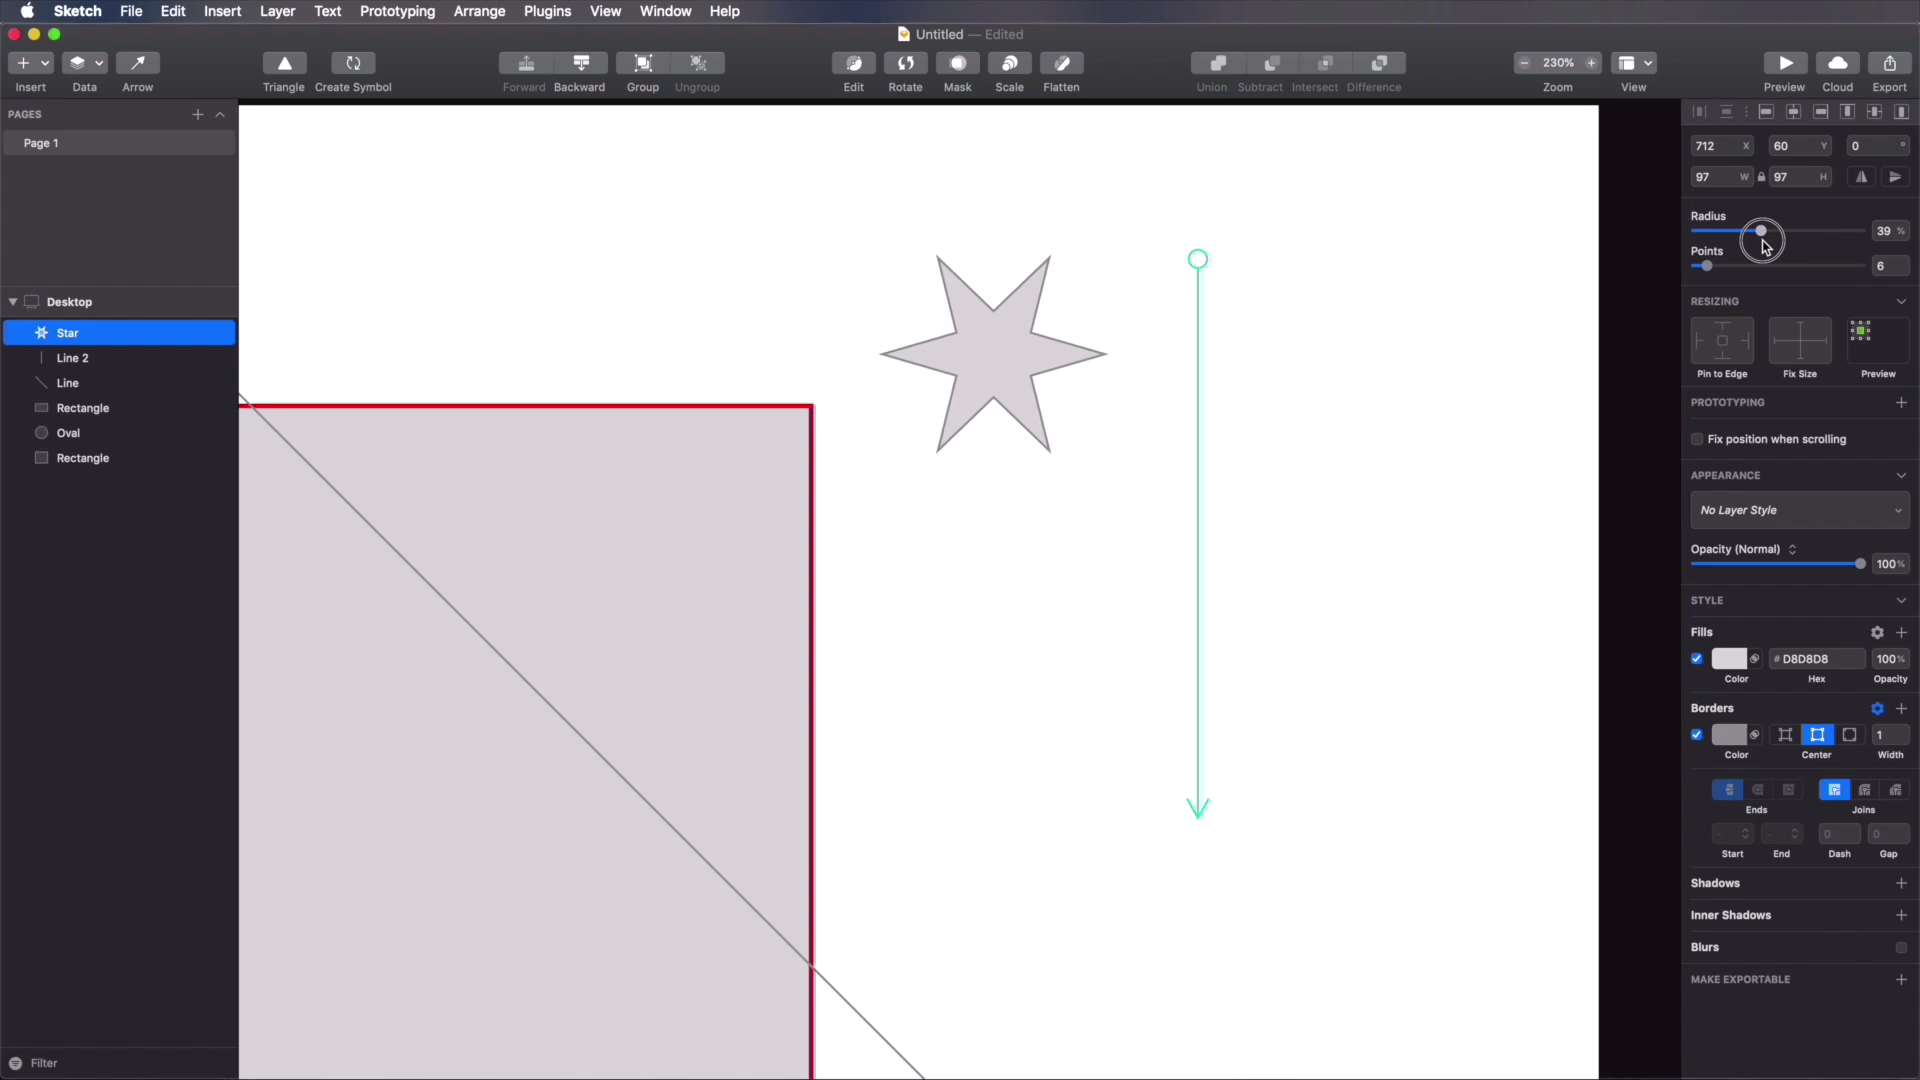 Sketch File Edit Insert Layer Text Prototyping Arrange Plugins View Window Help
Untitled — Edited
230%
Insert Data Arrow Triangle Create Symbol Forward Backward Group Ungroup Edit Rotate Mask Scale Flatten Union Subtract Intersect Difference Zoom View Preview Cloud Export
PAGES
Page 1
Desktop
Star
Line 2
Line
Rectangle
Oval
Rectangle
Filter
712 X 60 Y 0 °
97 W 97 H
Radius
39 %
Points
6
RESIZING
Pin to Edge Fix Size Preview
PROTOTYPING
Fix position when scrolling
APPEARANCE
No Layer Style
Opacity (Normal)
100%
STYLE
Fills
# D8D8D8 100%
Color Hex Opacity
Borders
1
Color Center Width
Ends Joins
- - 0 0
Start End Dash Gap
Shadows
Inner Shadows
Blurs
MAKE EXPORTABLE